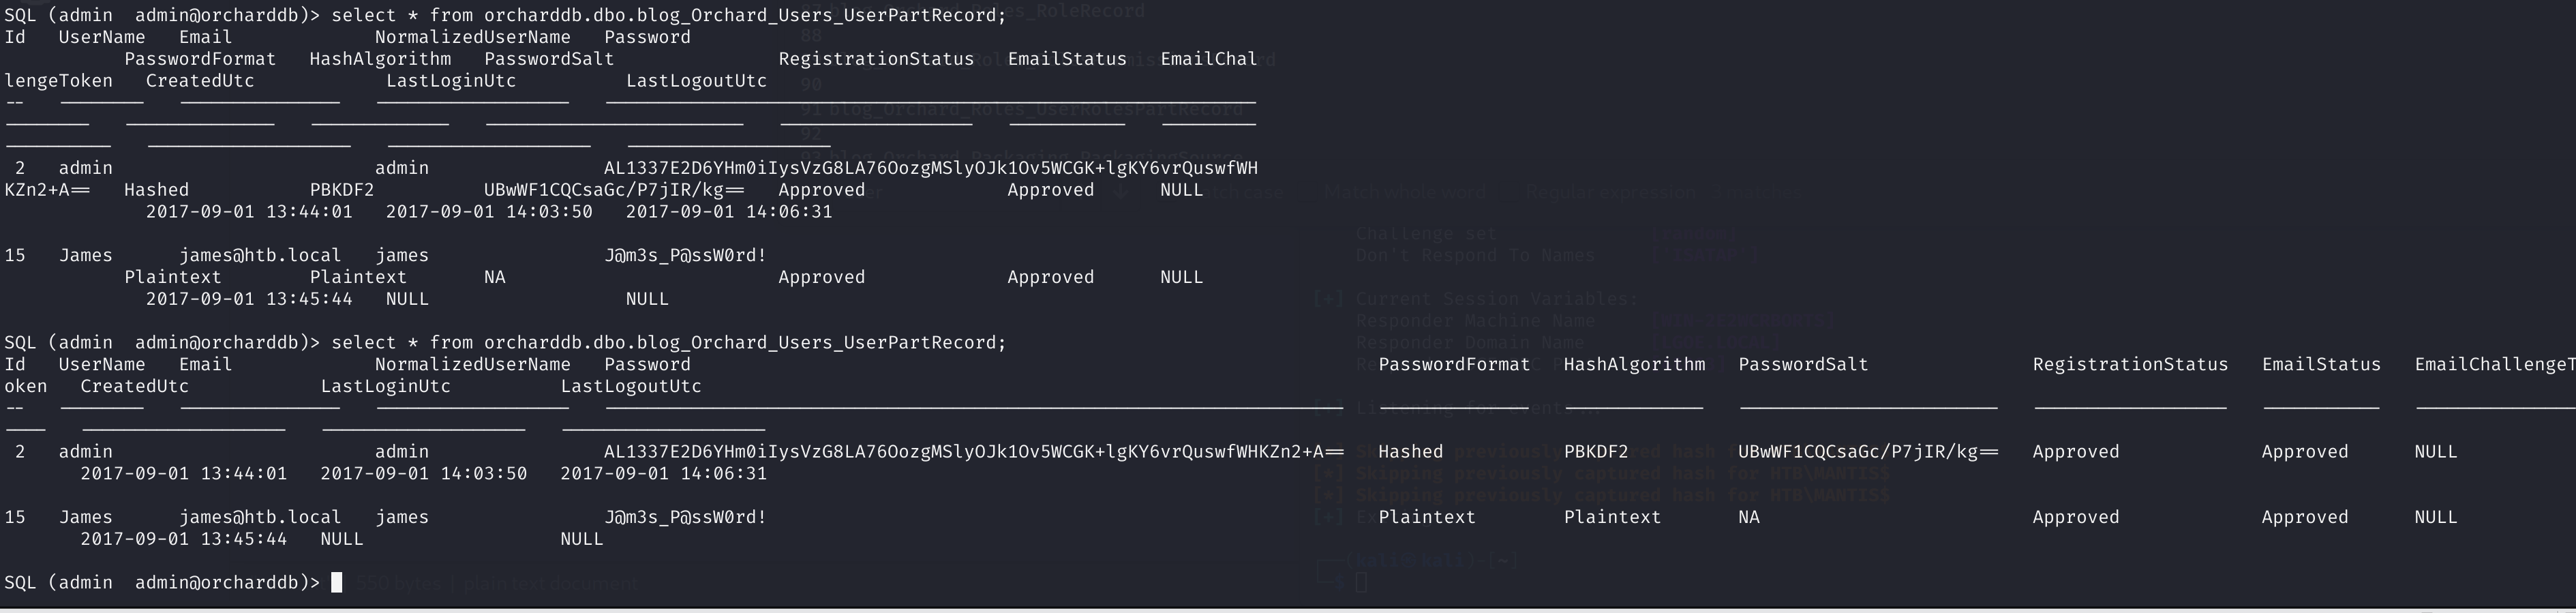 SQL (admin  admin@orcharddb)> select * from orcharddb.dbo.blog_Orchard_Users_UserPartRecord;
Id   UserName   Email             NormalizedUserName   Password
PasswordFormat   HashAlgorithm   PasswordSalt               RegistrationStatus   EmailStatus   EmailChal
lengeToken   CreatedUtc            LastLoginUtc          LastLogoutUtc
--   --------   ---------------   ------------------   ------------------------------------------------------------
--------   --------------   -------------   ------------------------   ------------------   -----------   ---------
----------   -------------------   -------------------   -------------------
2   admin                        admin                AL1337E2D6YHm0iIysVzG8LA76OozgMSlyOJk1Ov5WCGK+lgKY6vrQuswfWH
KZn2+A==   Hashed           PBKDF2          UBwWF1CQCsaGc/P7jIR/kg==   Approved             Approved      NULL
2017-09-01 13:44:01   2017-09-01 14:03:50   2017-09-01 14:06:31
15   James      james@htb.local   james                J@m3s_P@ssW0rd!
Plaintext        Plaintext       NA                         Approved             Approved      NULL
2017-09-01 13:45:44   NULL                  NULL
SQL (admin  admin@orcharddb)> select * from orcharddb.dbo.blog_Orchard_Users_UserPartRecord;
Id   UserName   Email             NormalizedUserName   Password                                                               PasswordFormat   HashAlgorithm   PasswordSalt               RegistrationStatus   EmailStatus   EmailChallengeT
oken   CreatedUtc            LastLoginUtc          LastLogoutUtc
--   --------   ---------------   ------------------   --------------------------------------------------------------------   --------------   -------------   ------------------------   ------------------   -----------   ---------------
----   -------------------   -------------------   -------------------
2   admin                        admin                AL1337E2D6YHm0iIysVzG8LA76OozgMSlyOJk1Ov5WCGK+lgKY6vrQuswfWHKZn2+A==   Hashed           PBKDF2          UBwWF1CQCsaGc/P7jIR/kg==   Approved             Approved      NULL
2017-09-01 13:44:01   2017-09-01 14:03:50   2017-09-01 14:06:31
15   James      james@htb.local   james                J@m3s_P@ssW0rd!                                                        Plaintext        Plaintext       NA                         Approved             Approved      NULL
2017-09-01 13:45:44   NULL                  NULL
SQL (admin  admin@orcharddb)>